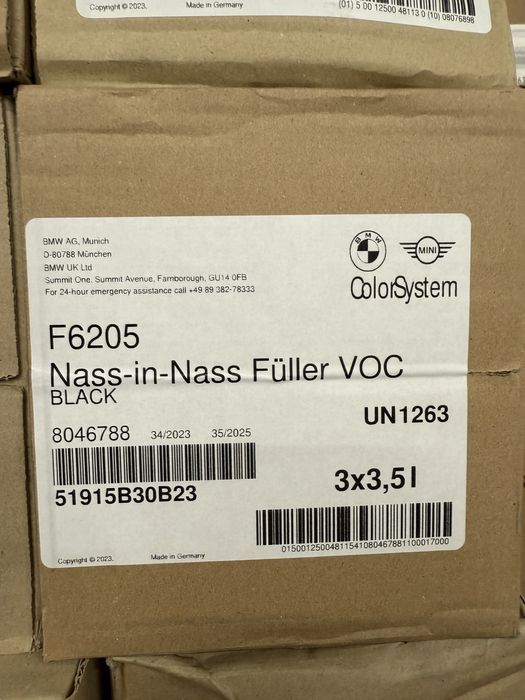 Copyright © 2023. Made in Germany
(01) 5 00 12500 48113 0 (10) 08076898
BMW AG, Munich
D-80788 München
BMW UK Ltd
Summit One, Summit Avenue, Farnborough, GU14 0FB
For 24-hour emergency assistance call +49 89 382-78333
BMW
MINI
ColorSystem
F6205
Nass-in-Nass Füller VOC
BLACK
UN1263
8046788 34/2023 35/2025
51915B30B23
3x3,5 l
01500125004811541080467881100017000
Copyright © 2023. Made in Germany